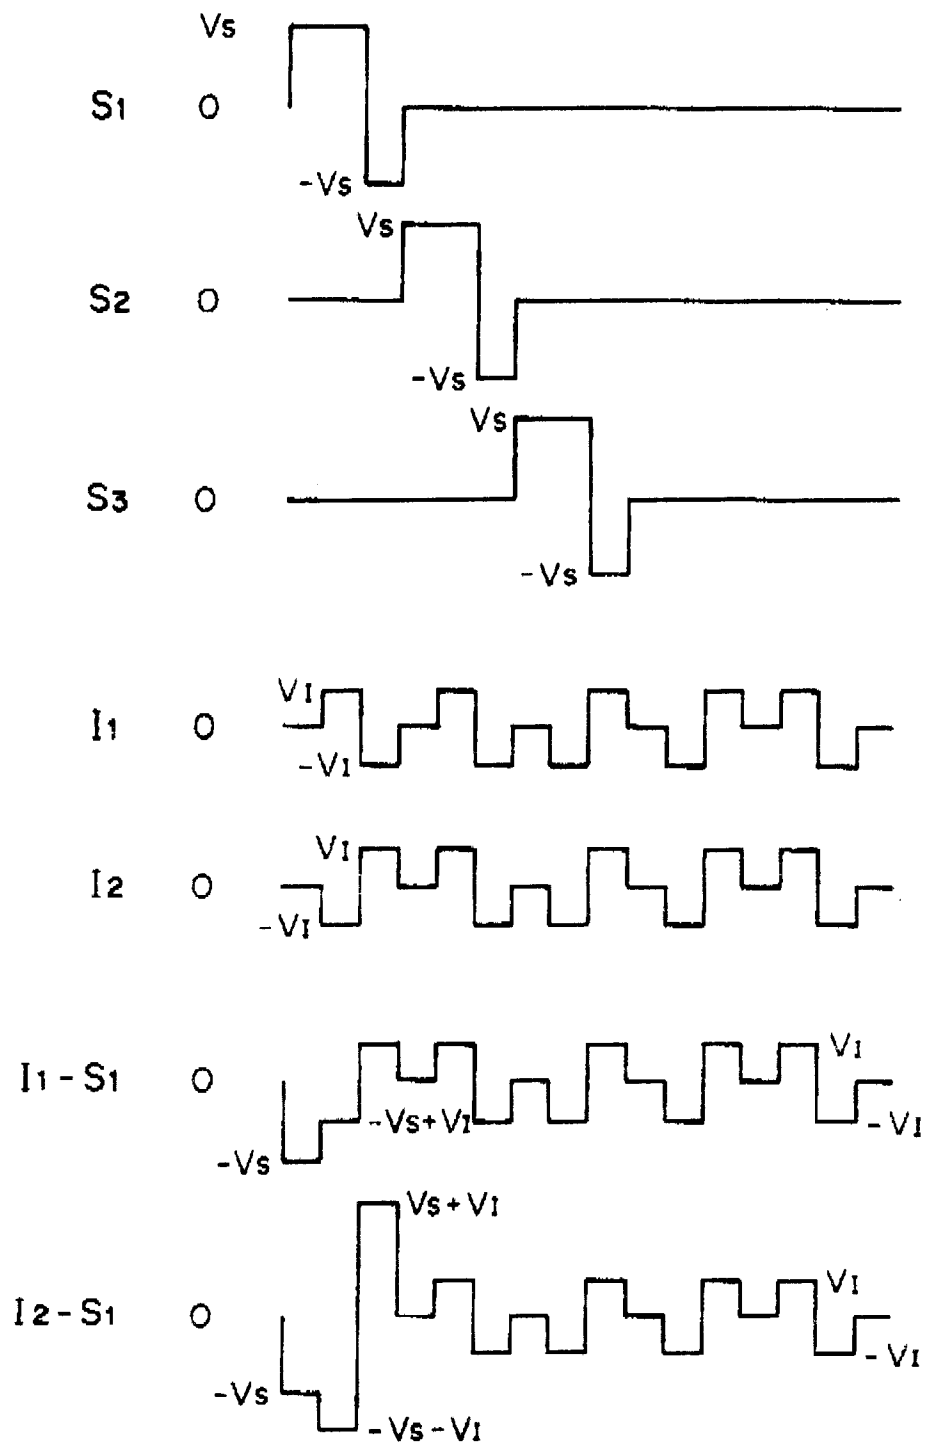 Vs
S1 0
-Vs
Vs
S2 0
-Vs
Vs
S3 0
-Vs
VI
I1 0
-VI
VI
I2 0
-VI
VI
I1-S1 0
-Vs+VI
-VI
-Vs
Vs+VI
VI
I2-S1 0
-VI
-Vs
-Vs-VI